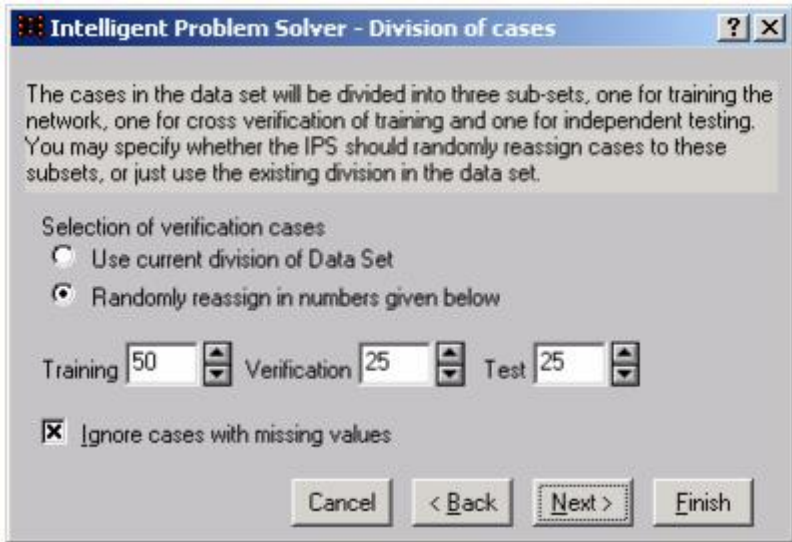 Intelligent Problem Solver - Division of cases
The cases in the data set will be divided into three sub-sets, one for training the
network, one for cross verification of training and one for independent testing.
You may specify whether the IPS should randomly reassign cases to these
subsets, or just use the existing division in the data set.
Selection of verification cases
Use current division of Data Set
Randomly reassign in numbers given below
Training 50 Verification 25 Test 25
Ignore cases with missing values
Cancel < Back Next > Finish